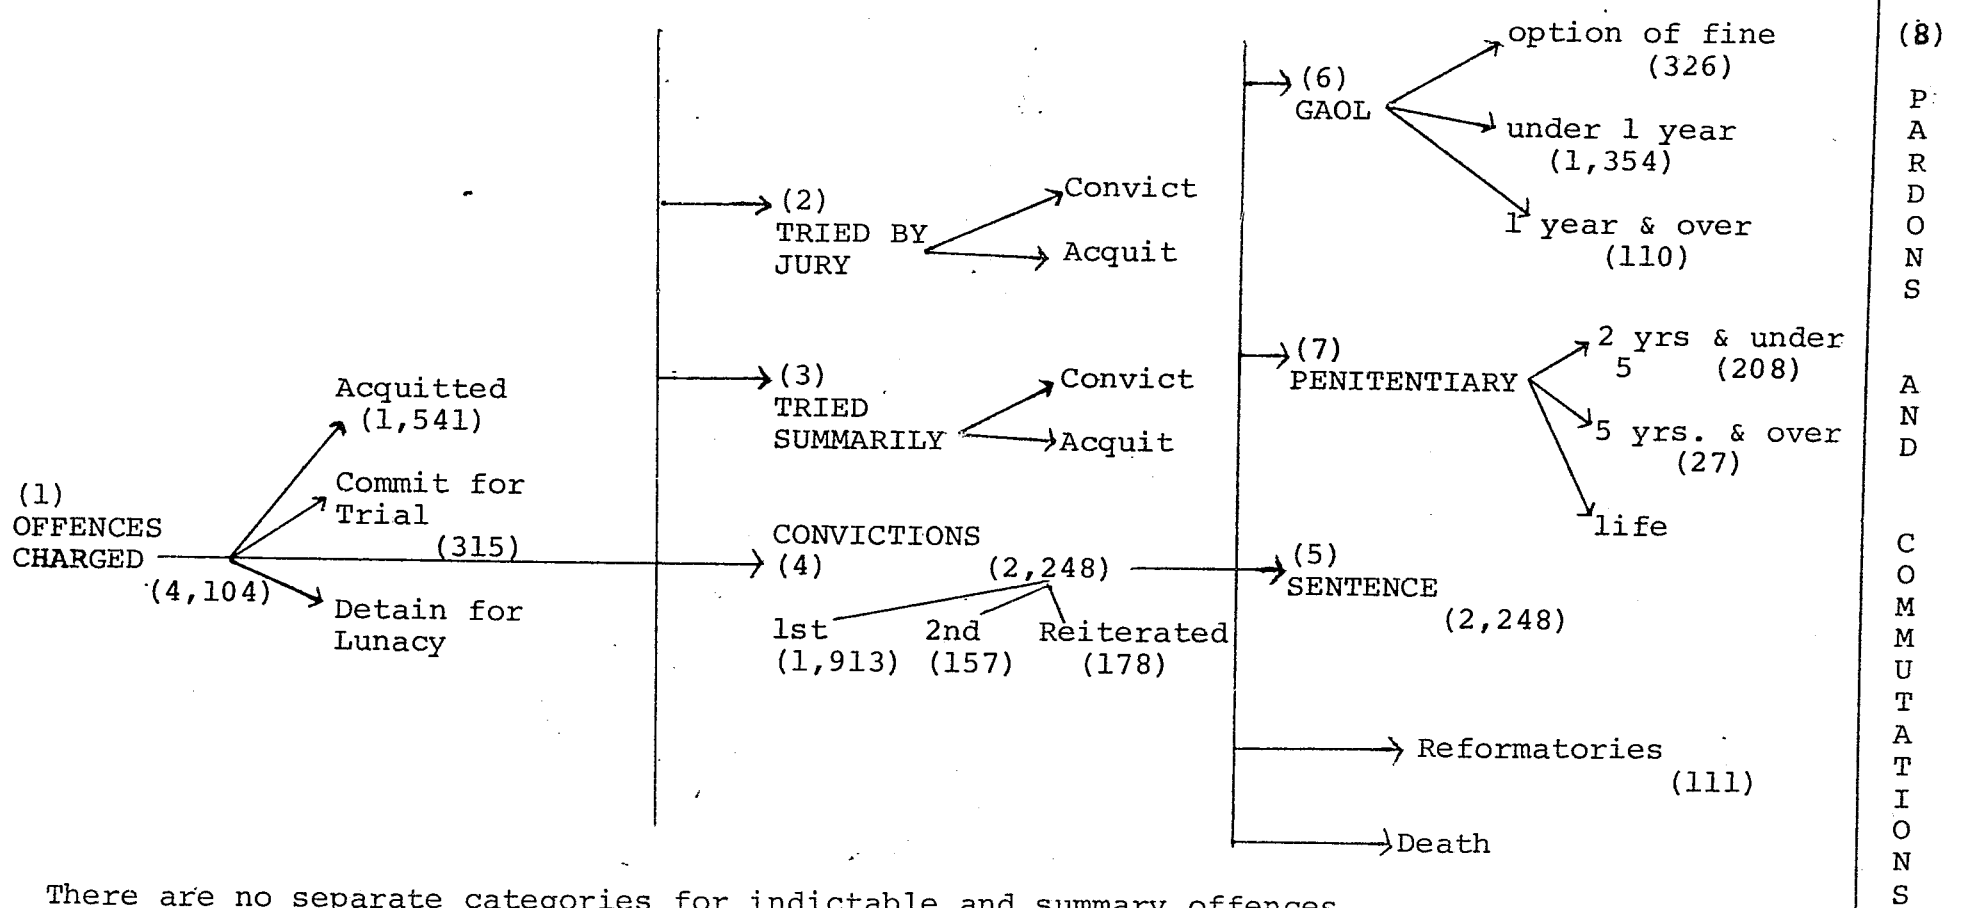 (1)
OFFENCES
CHARGED
(4,104)
Acquitted
(1,541)
Commit for
Trial
(315)
Detain for
Lunacy
(2)
TRIED BY
JURY
Convict
Acquit
(3)
TRIED
SUMMARILY
Convict
Acquit
CONVICTIONS
(4) (2,248)
1st 2nd Reiterated
(1,913) (157) (178)
(6)
GAOL
option of fine
(326)
under 1 year
(1,354)
1 year & over
(110)
(7)
PENITENTIARY
2 yrs & under
5 (208)
5 yrs. & over
(27)
life
(5)
SENTENCE
(2,248)
Reformatories
(111)
Death
(8)
PARDONS
AND
COMMUTATIONS
There are no separate categories for indictable and summary offences